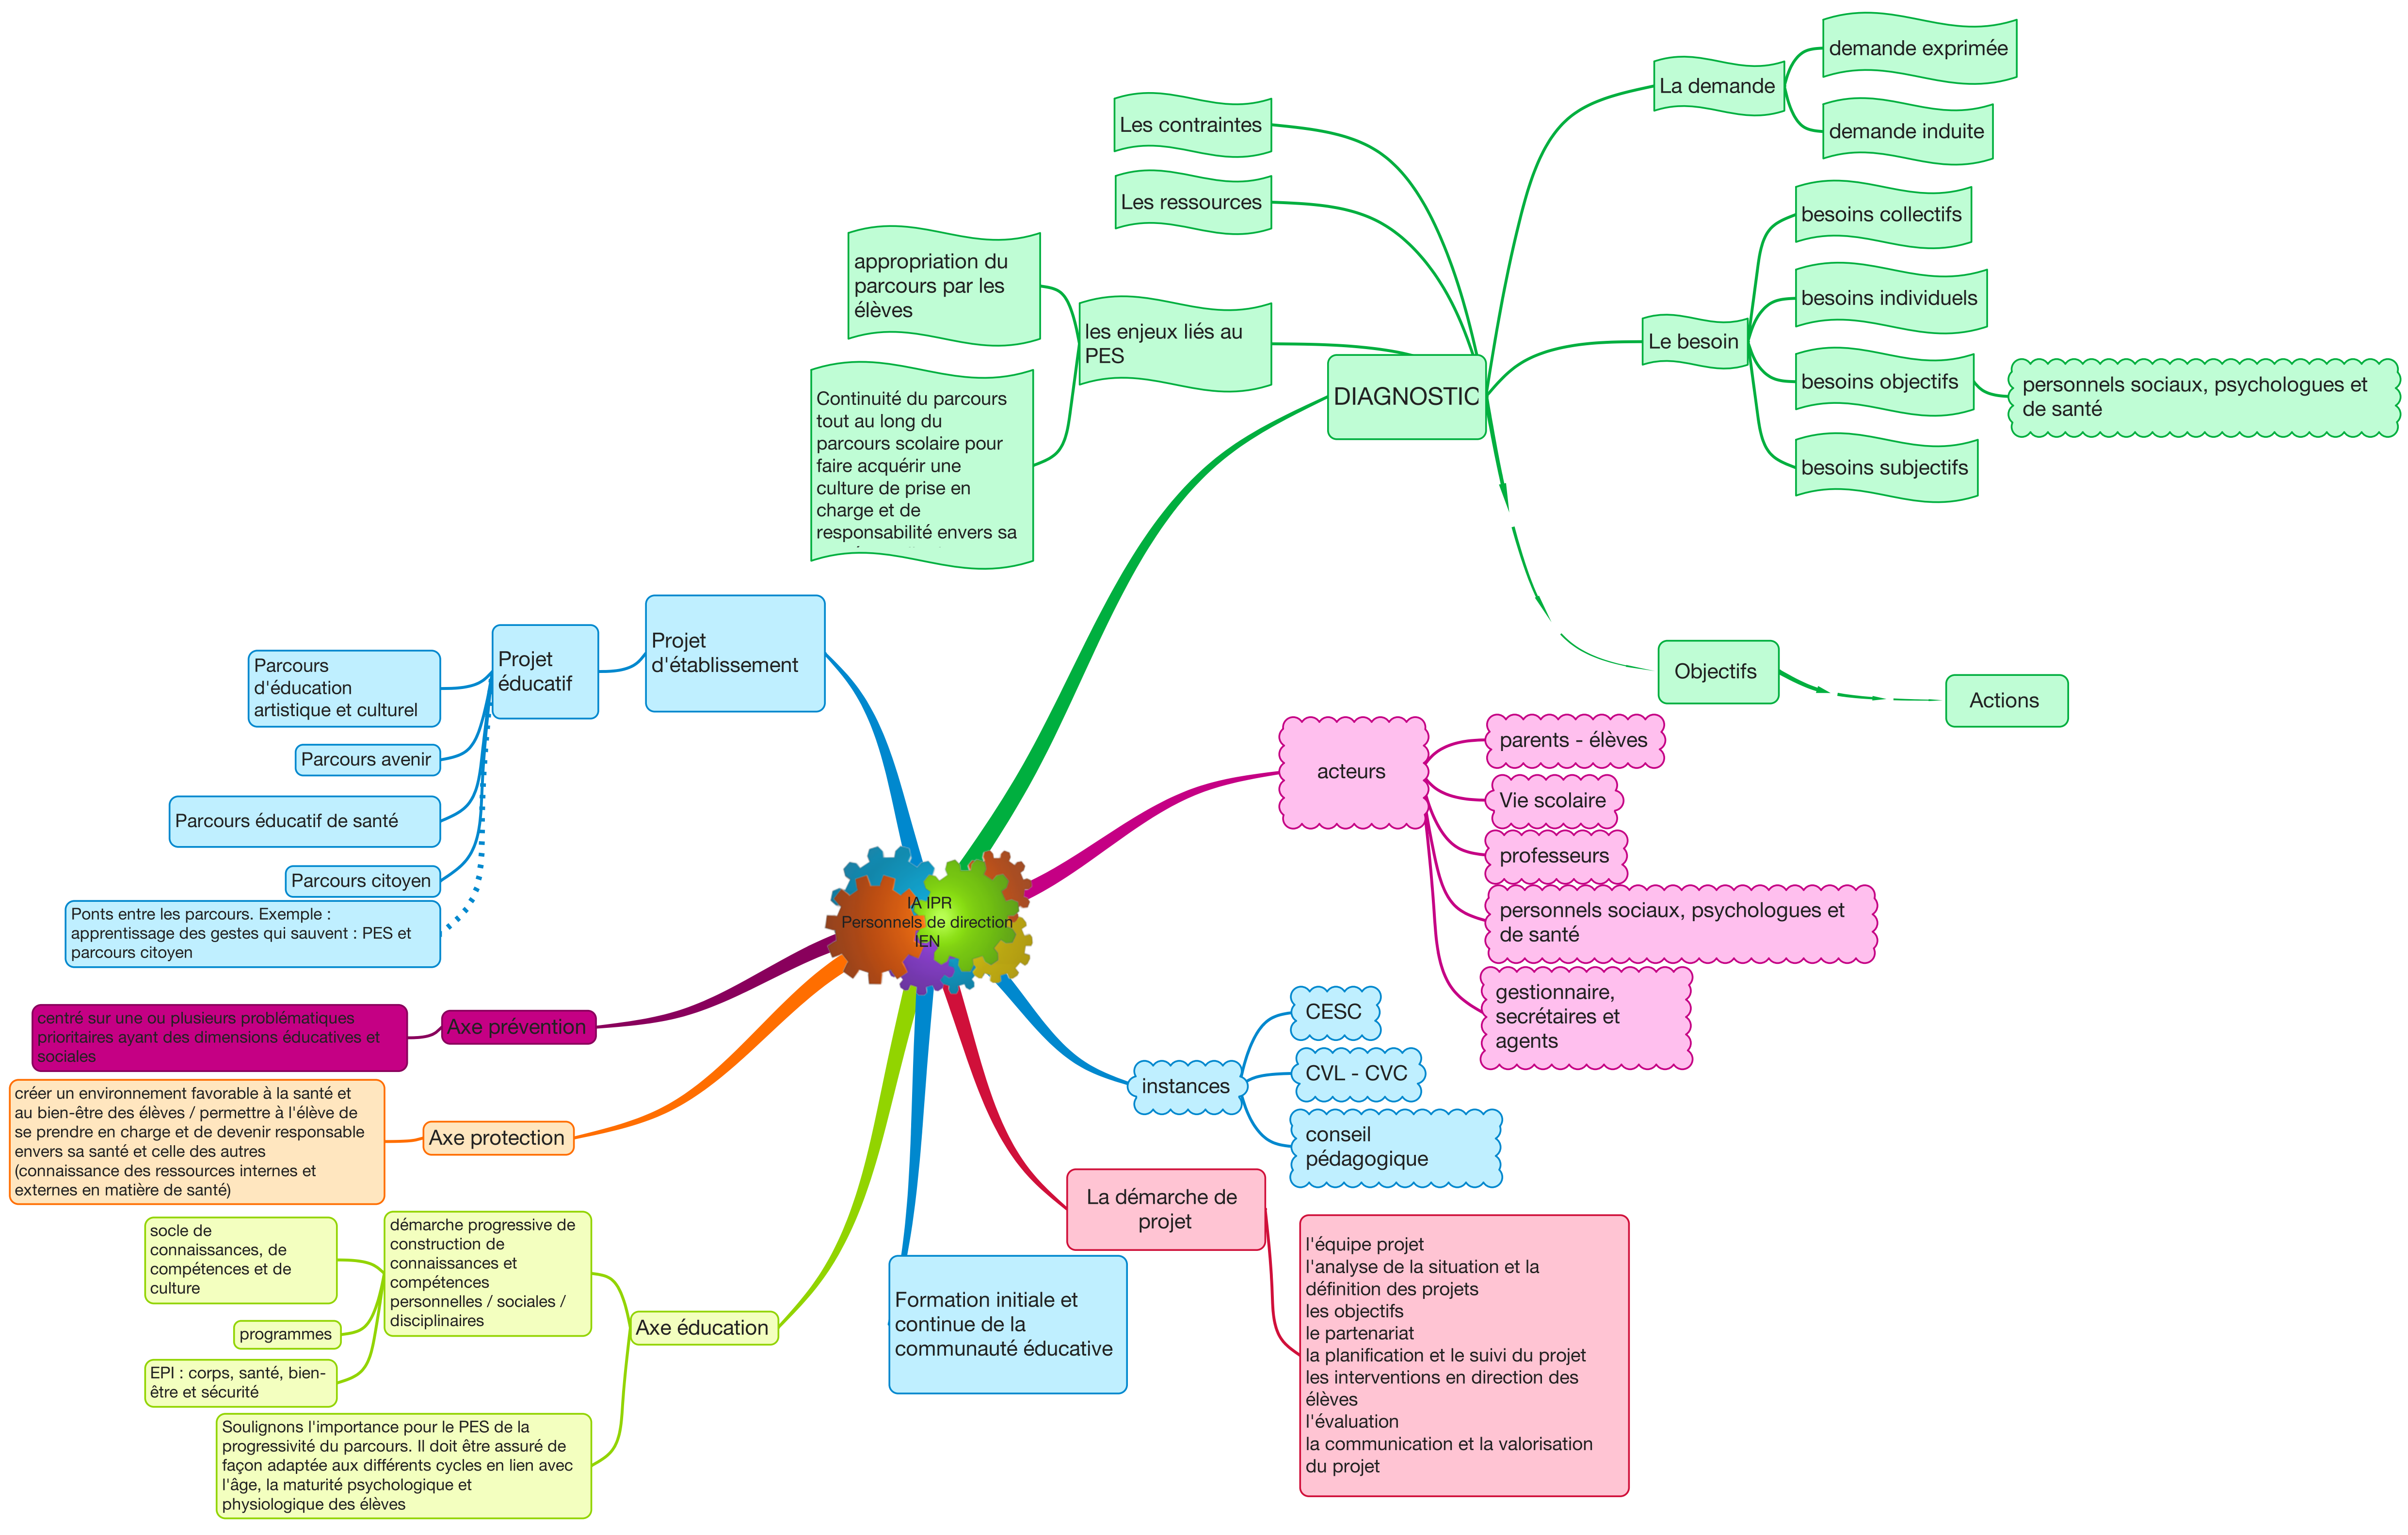 demande exprimée
La demande
demande induite
Les contraintes
Les ressources
besoins collectifs
besoins individuels
Le besoin
besoins objectifs
personnels sociaux, psychologues et
de santé
besoins subjectifs
appropriation du
parcours par les
élèves
les enjeux liés au
PES
DIAGNOSTIC
Continuité du parcours
tout au long du
parcours scolaire pour
faire acquérir une
culture de prise en
charge et de
responsabilité envers sa
Objectifs
Actions
Projet
d'établissement
Projet
éducatif
Parcours
d'éducation
artistique et culturel
Parcours avenir
Parcours éducatif de santé
Parcours citoyen
Ponts entre les parcours. Exemple :
apprentissage des gestes qui sauvent : PES et
parcours citoyen
acteurs
parents - élèves
Vie scolaire
professeurs
personnels sociaux, psychologues et
de santé
gestionnaire,
secrétaires et
agents
IA IPR
Personnels de direction
IEN
Axe prévention
centré sur une ou plusieurs problématiques
prioritaires ayant des dimensions éducatives et
sociales
instances
CESC
CVL - CVC
conseil
pédagogique
Axe protection
créer un environnement favorable à la santé et
au bien-être des élèves / permettre à l'élève de
se prendre en charge et de devenir responsable
envers sa santé et celle des autres
(connaissance des ressources internes et
externes en matière de santé)
La démarche de
projet
l'équipe projet
l'analyse de la situation et la
définition des projets
les objectifs
le partenariat
la planification et le suivi du projet
les interventions en direction des
élèves
l'évaluation
la communication et la valorisation
du projet
Formation initiale et
continue de la
communauté éducative
Axe éducation
démarche progressive de
construction de
connaissances et
compétences
personnelles / sociales /
disciplinaires
socle de
connaissances, de
compétences et de
culture
programmes
EPI : corps, santé, bien-
être et sécurité
Soulignons l'importance pour le PES de la
progressivité du parcours. Il doit être assuré de
façon adaptée aux différents cycles en lien avec
l'âge, la maturité psychologique et
physiologique des élèves